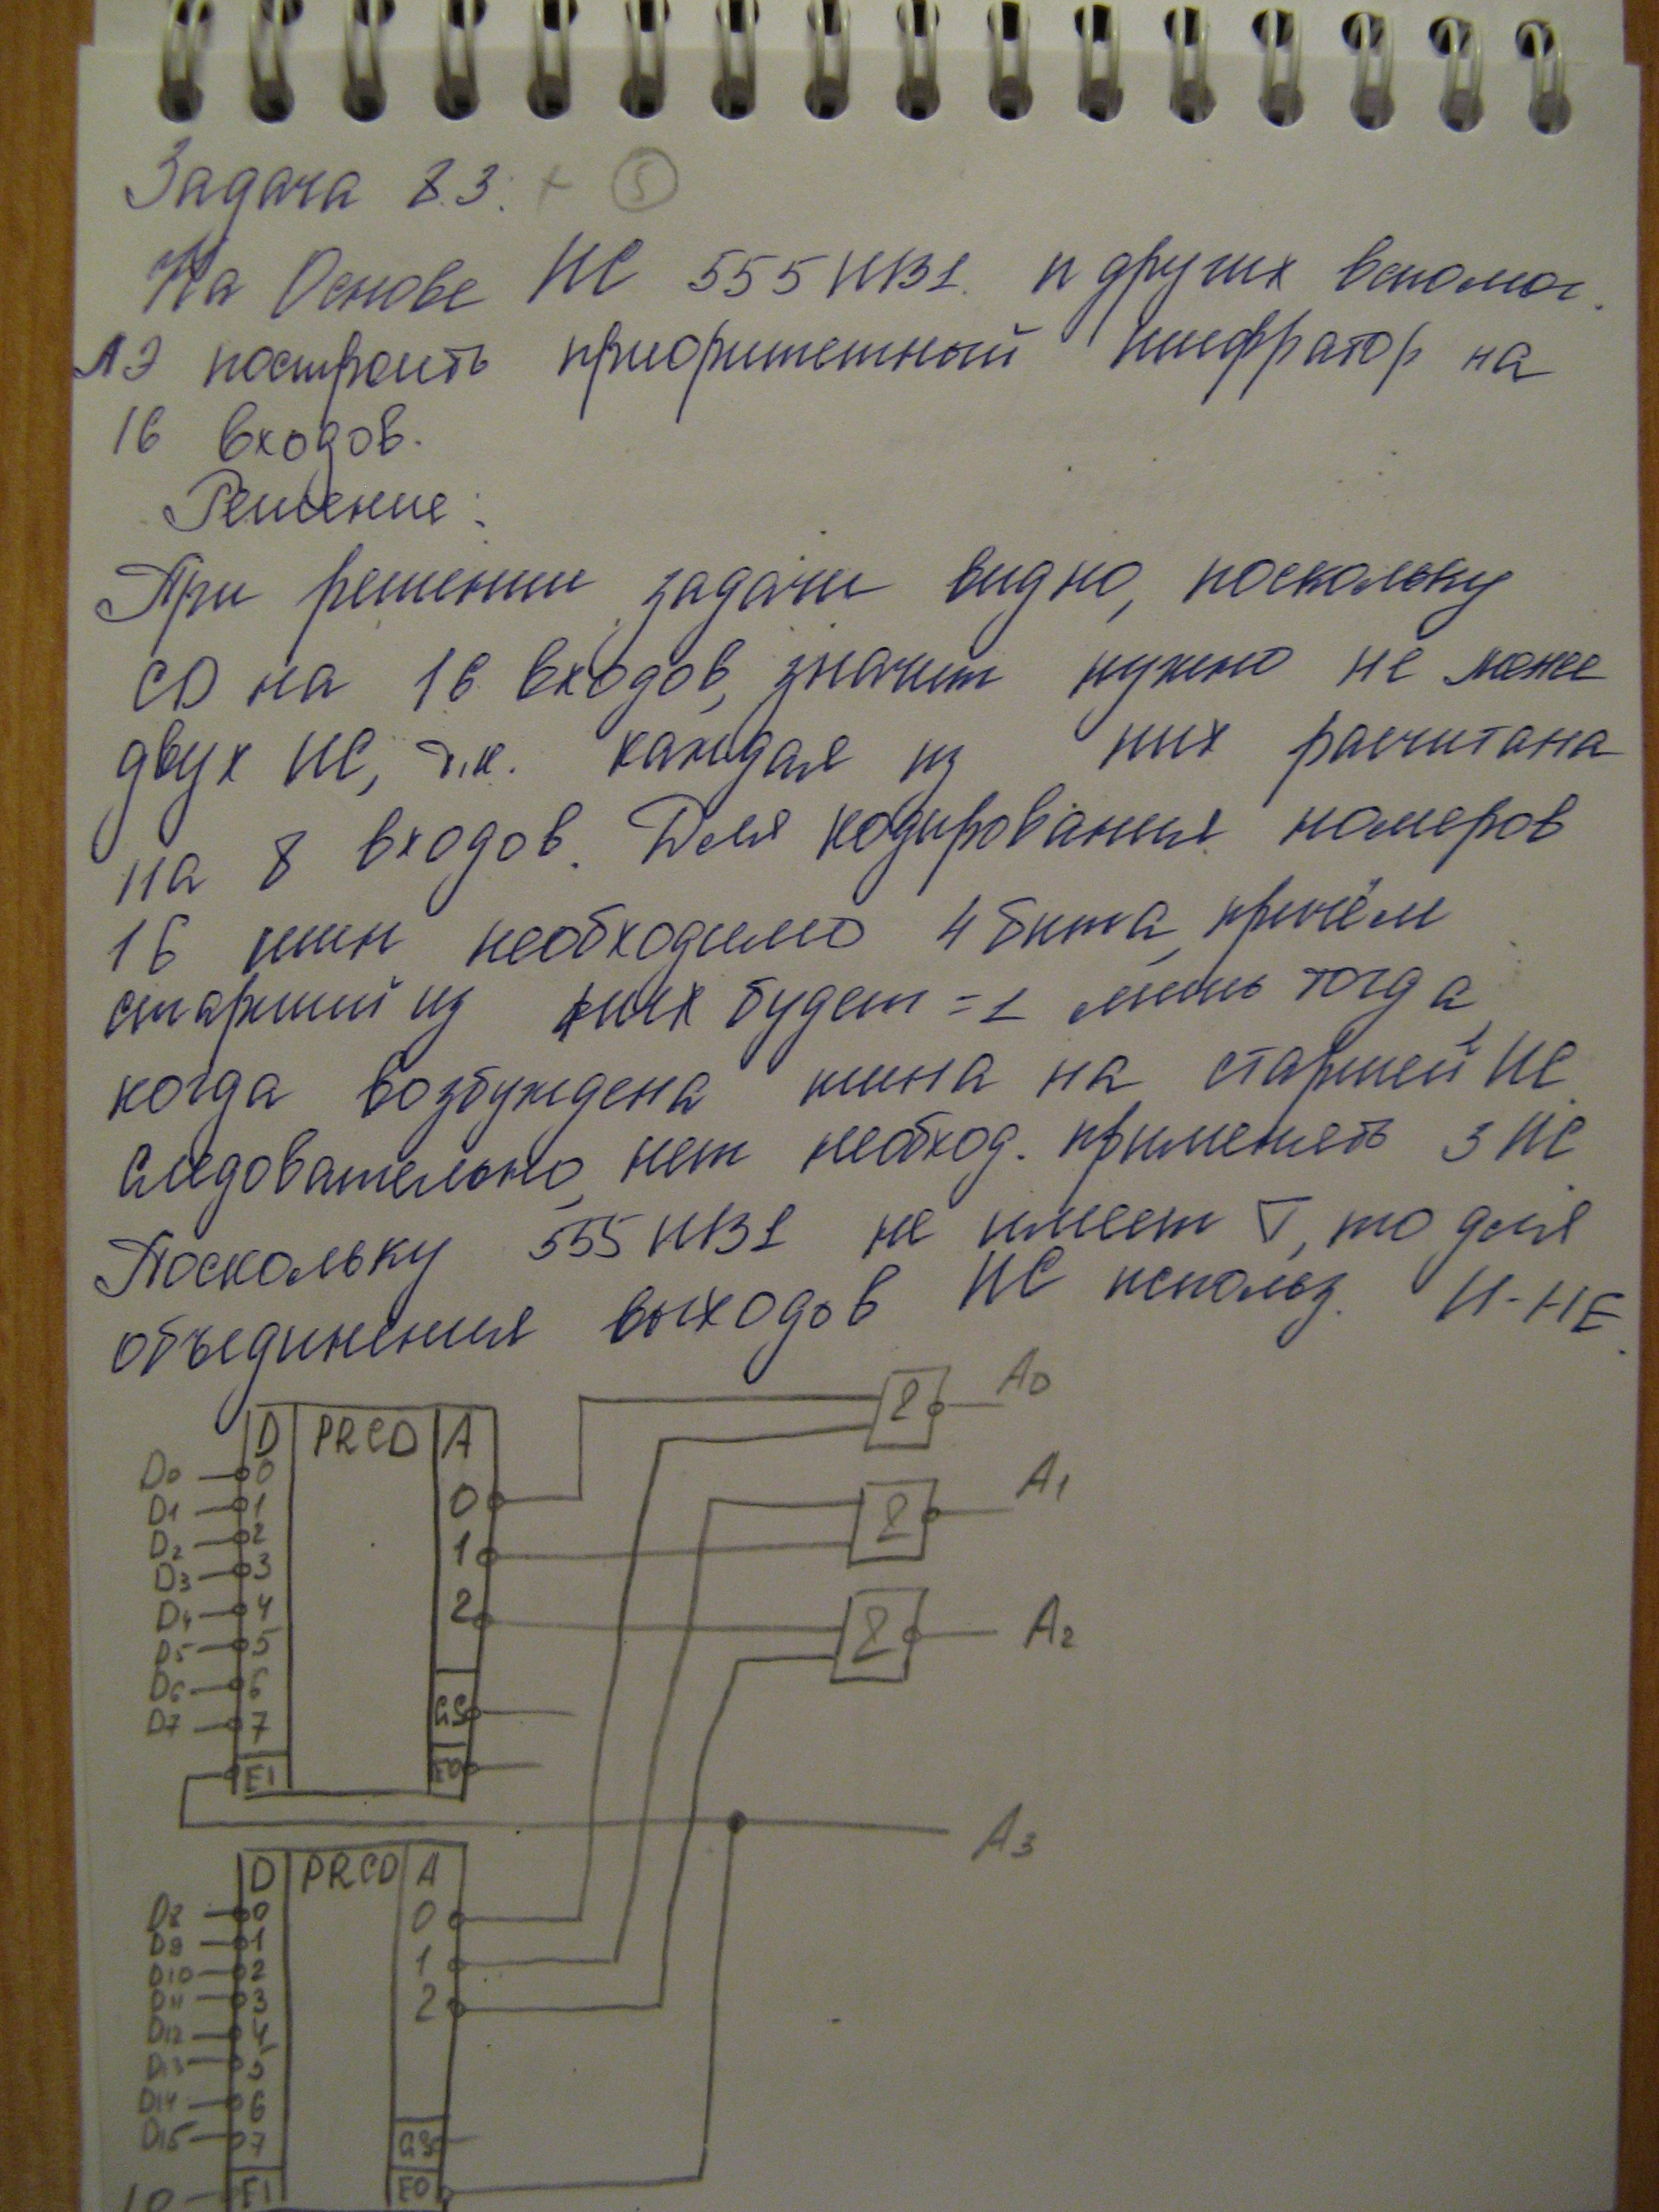 Задача 8.3: + 5
На Основе ИС 555ИВ1 и других вспомог.
ЛЭ построить приоритетный шифратор на
16 входов.
Решение:
При решении задачи видно, поскольку
CD на 16 входов, значит нужно не менее
двух ИС, т.к. каждая из них расчитана
на 8 входов. Для кодирования номеров
16 шин необходимо 4 бита, причём
старший из них будет =1 лишь тогда,
когда возбуждена шина на старшей ИС.
Следовательно, нет необход. применять 3 ИС
Поскольку 555ИВ1 не имеет ▽, то для
объединения выходов ИС использ. И-НЕ.
D PRCD A
D0 0
D1 1
D2 2
D3 3
D4 4
D5 5
D6 6
D7 7
EI
0
1
2
GS
E0
& A0
& A1
& A2
A3
D PRCD A
D8 0
D9 1
D10 2
D11 3
D12 4
D13 5
D14 6
D15 7
EI
0
1
2
GS
E0